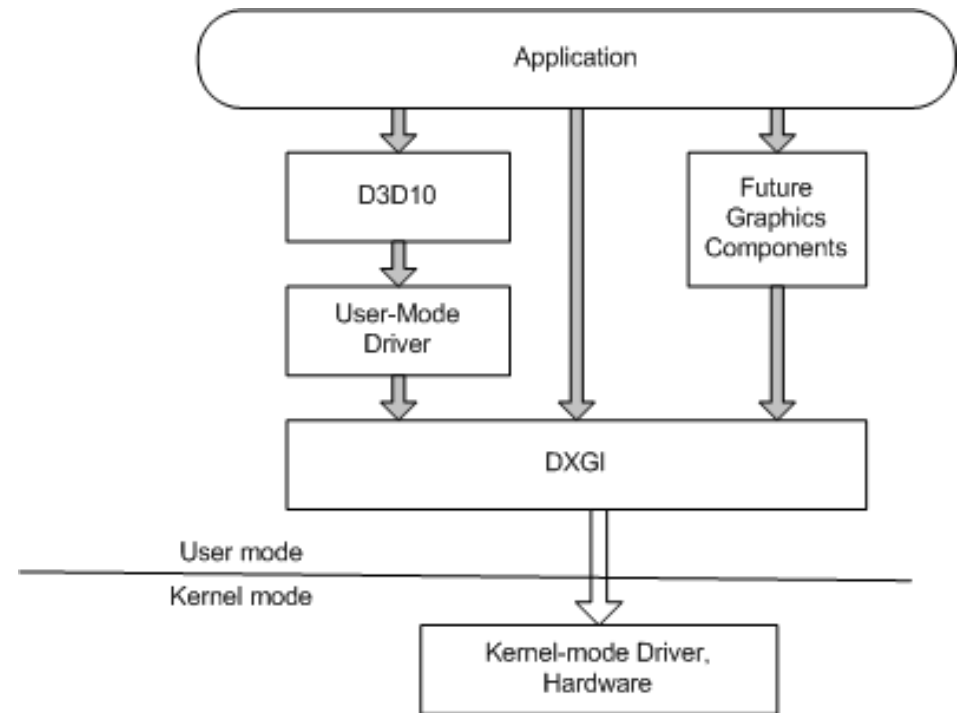 Application
D3D10
Future
Graphics
Components
User-Mode
Driver
DXGI
User mode
Kernel mode
Kernel-mode Driver,
Hardware